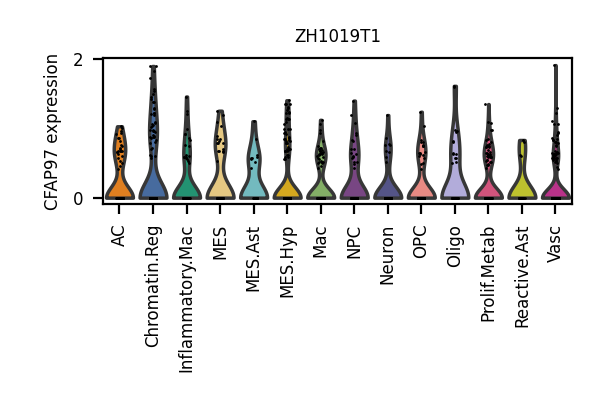 ZH1019T1
CFAP97 expression
2
0
AC
Chromatin.Reg
Inflammatory.Mac
MES
MES.Ast
MES.Hyp
Mac
NPC
Neuron
OPC
Oligo
Prolif.Metab
Reactive.Ast
Vasc